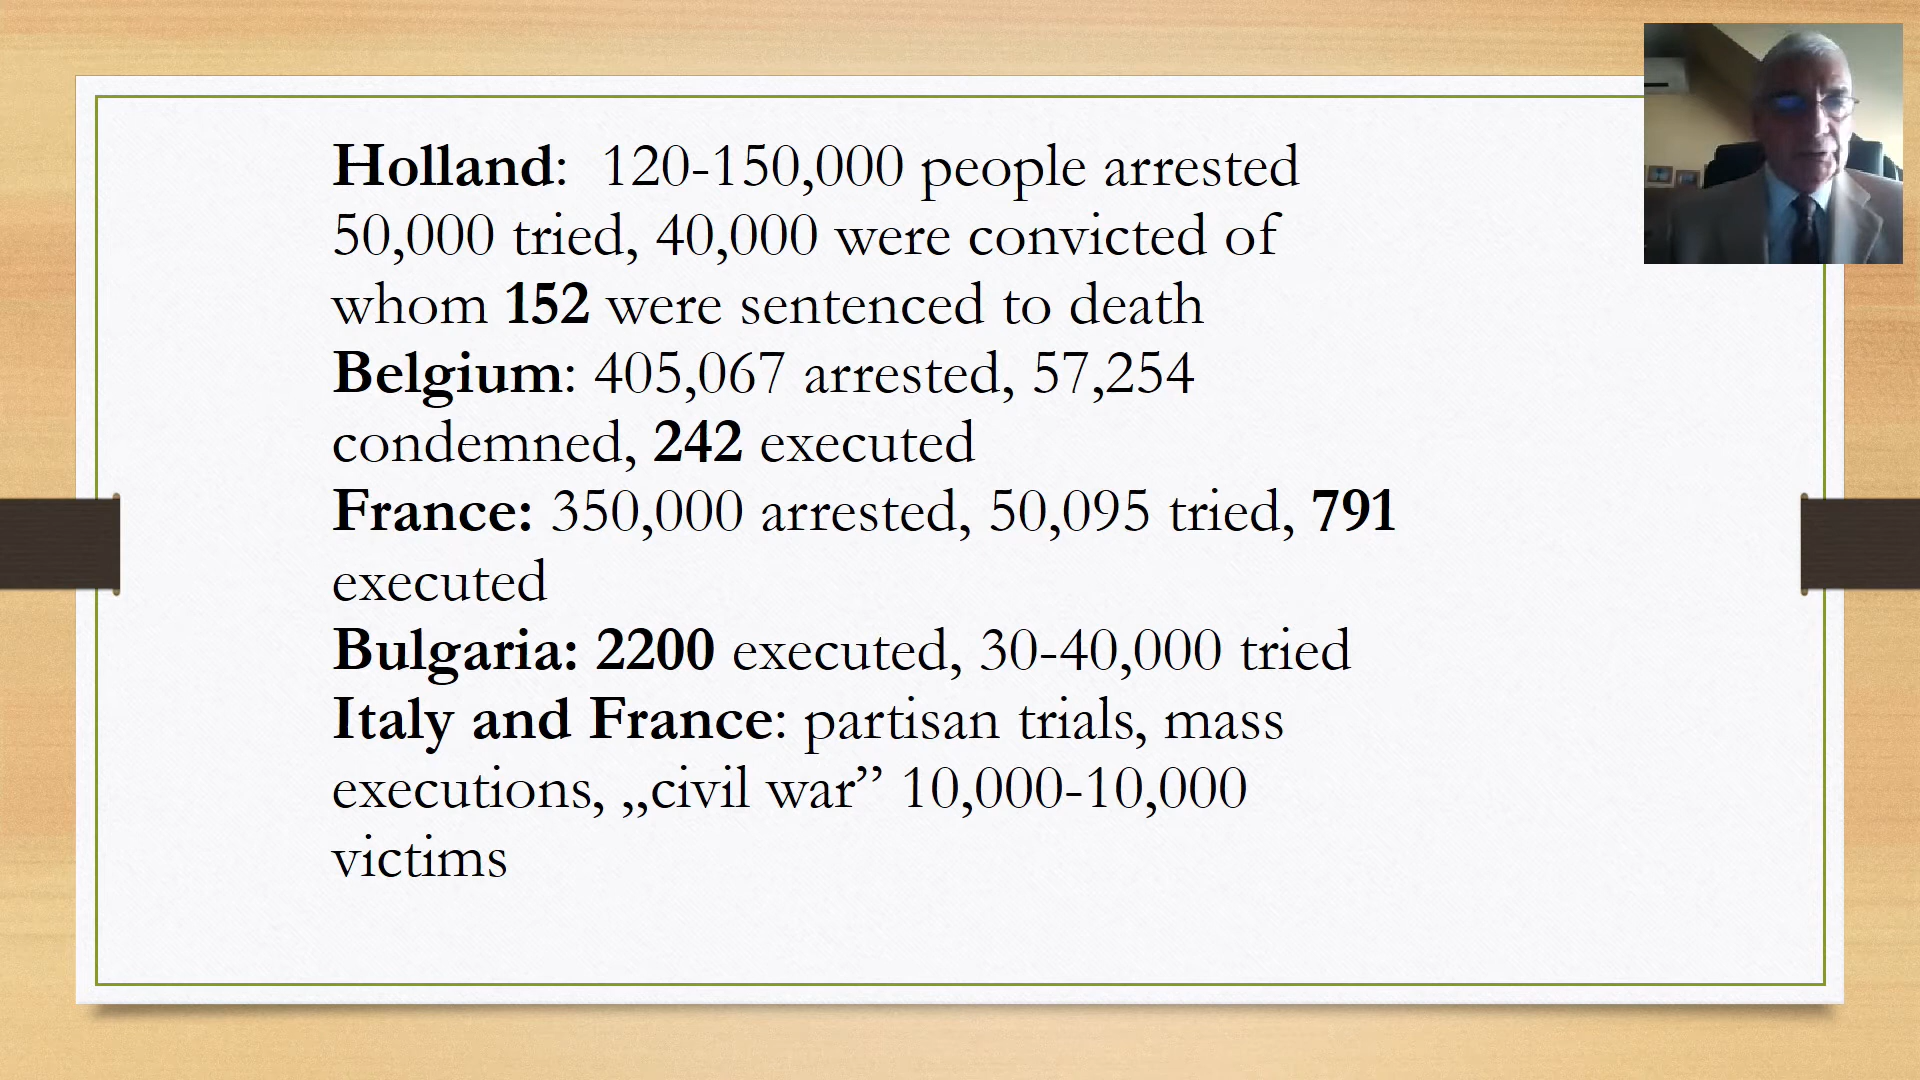 Holland:  120-150,000 people arrested
50,000 tried, 40,000 were convicted of
whom 152 were sentenced to death
Belgium: 405,067 arrested, 57,254
condemned, 242 executed
France: 350,000 arrested, 50,095 tried, 791
executed
Bulgaria: 2200 executed, 30-40,000 tried
Italy and France: partisan trials, mass
executions, „civil war” 10,000-10,000
victims